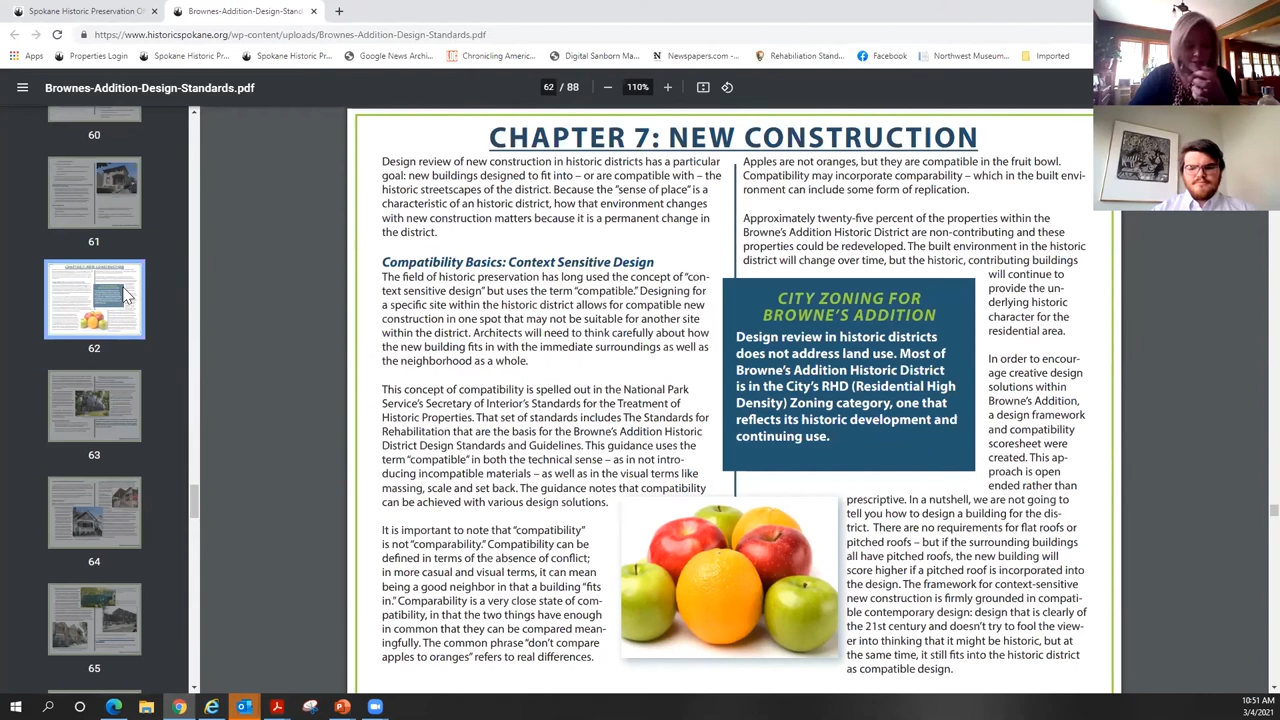 Spokane Historic Preservation Of
Brownes-Addition-Design-Stand
https://www.historicspokane.org/wp-content/uploads/Brownes-Addition-Design-Standards.pdf
Apps
Properties Login
Spokane Historic Pr...
Spokane Historic Pr...
Google News Archi...
Chronicling Americ...
Digital Sanborn Ma...
Newspapers.com -...
Rehabilitation Stand...
Facebook
Northwest Museum...
Imported
Brownes-Addition-Design-Standards.pdf
62 / 88
110%
60
61
62
63
64
65
CHAPTER 7: NEW CONSTRUCTION
Design review of new construction in historic districts has a particular
goal: new buildings designed to fit into – or are compatible with – the
historic streetscapes of the district. Because the “sense of place” is a
characteristic of an historic district, how that environment changes
with new construction matters because it is a permanent change in
the district.
Compatibility Basics: Context Sensitive Design
The field of historic preservation has long used the concept of “con-
text sensitive design” but uses the term “compatible.” Designing for
a specific site within the historic district allows for compatible new
construction in one spot that may not be suitable for another site
within the district. Architects will need to think carefully about how
the new building fits in with the immediate surroundings as well as
the neighborhood as a whole.
This concept of compatibility is spelled out in the National Park
Service’s Secretary of Interior’s Standards for the Treatment of
Historic Properties. That set of standards includes The Standards for
Rehabilitation that are the basis for the Browne’s Addition Historic
District Design Standards and Guidelines. This guidance uses the
term “compatible” in both the technical sense – as in not intro-
ducing incompatible materials – as well as in the visual terms like
massing, scale and set back. The guidance notes that compatibility
can be achieved with various design solutions.
It is important to note that “compatibility”
is not “comparability.” Compatibility can be
defined in terms of the absence of conflict;
in more casual and visual terms, it can mean
being a good neighbor in that a building “fits
in.” Comparability is a very close state of com-
patibility, in that the two things have enough
in common that they can be compared mean-
ingfully. The common phrase “don’t compare
apples to oranges” refers to real differences.
Apples are not oranges, but they are compatible in the fruit bowl.
Compatibility may incorporate comparability – which in the built envi-
ronment can include some form of replication.
Approximately twenty-five percent of the properties within the
Browne’s Addition Historic District are non-contributing and these
properties could be redeveloped. The built environment in the historic
district will change over time, but the historic, contributing buildings
will continue to
provide the un-
derlying historic
character for the
residential area.
In order to encour-
age creative design
solutions within
Browne’s Addition,
a design framework
and compatibility
scoresheet were
created. This ap-
proach is open
ended rather than
prescriptive. In a nutshell, we are not going to
tell you how to design a building for the dis-
trict. There are no requirements for flat roofs or
pitched roofs – but if the surrounding buildings
all have pitched roofs, the new building will
score higher if a pitched roof is incorporated into
the design. The framework for context-sensitive
new construction is firmly grounded in compati-
ble contemporary design: design that is clearly of
the 21st century and doesn’t try to fool the view-
er into thinking that it might be historic, but at
the same time, it still fits into the historic district
as compatible design.
CITY ZONING FOR
BROWNE’S ADDITION
Design review in historic districts
does not address land use. Most of
Browne’s Addition Historic District
is in the City’s RHD (Residential High
Density) Zoning category, one that
reflects its historic development and
continuing use.
10:51 AM
3/4/2021